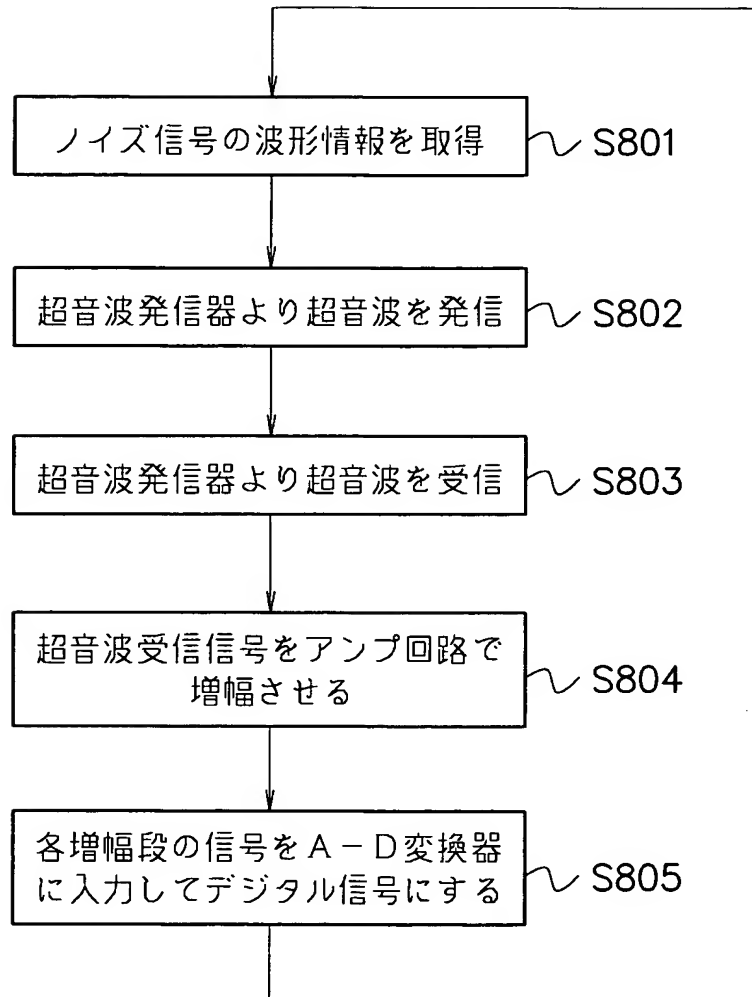 ノイズ信号の波形情報を取得 S801
超音波発信器より超音波を発信 S802
超音波発信器より超音波を受信 S803
超音波受信信号をアンプ回路で
増幅させる S804
各増幅段の信号をA－D変換器
に入力してデジタル信号にする S805